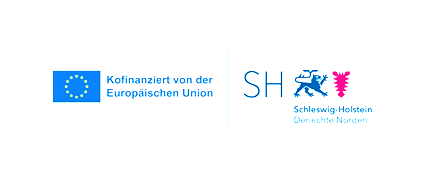 Kofinanziert von der
Europäischen Union
SH
Schleswig-Holstein
Der echte Norden